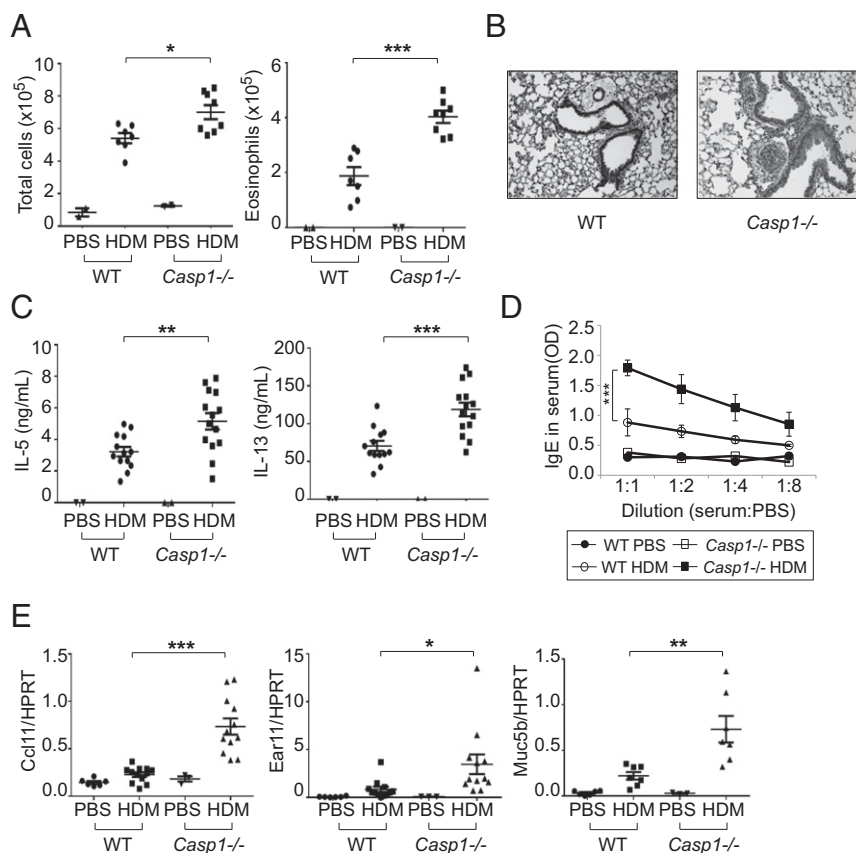 A
Total cells (x10⁵)
10
8
6
4
2
0
*
PBS HDM PBS HDM
WT Casp1-/-
Eosinophils (x10⁵)
6
4
2
0
***
PBS HDM PBS HDM
WT Casp1-/-
B
WT
Casp1-/-
C
IL-5 (ng/mL)
10
8
6
4
2
0
**
PBS HDM PBS HDM
WT Casp1-/-
IL-13 (ng/mL)
200
150
100
50
0
***
PBS HDM PBS HDM
WT Casp1-/-
D
IgE in serum(OD)
2.5
2.0
1.5
1.0
0.5
0
***
1:1 1:2 1:4 1:8
Dilution (serum:PBS)
WT PBS Casp1-/- PBS
WT HDM Casp1-/- HDM
E
Ccl11/HPRT
1.5
1.0
0.5
0.0
***
PBS HDM PBS HDM
WT Casp1-/-
Ear11/HPRT
15
10
5
0
*
PBS HDM PBS HDM
WT Casp1-/-
Muc5b/HPRT
1.5
1.0
0.5
0.0
**
PBS HDM PBS HDM
WT Casp1-/-